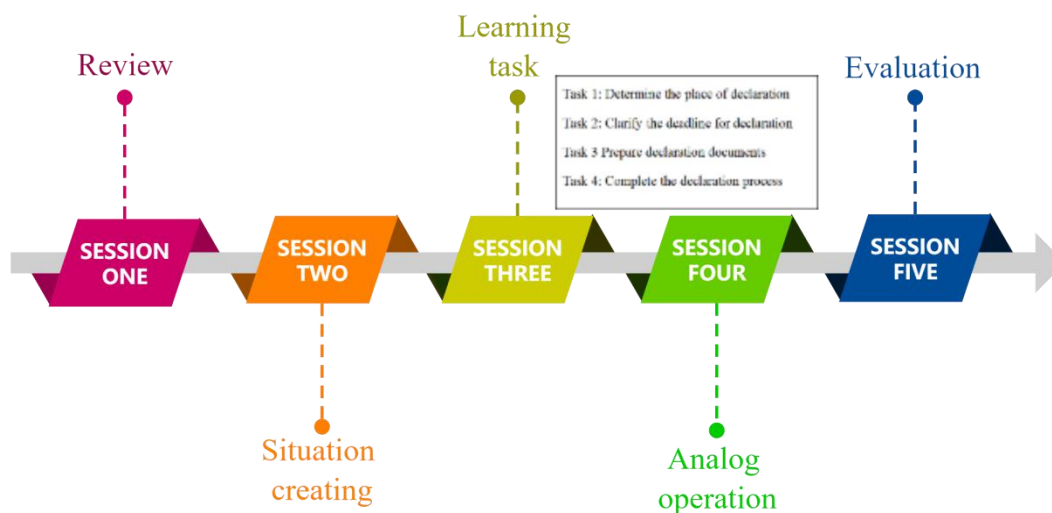 Review
Learning
task
Evaluation
Task 1: Determine the place of declaration
Task 2: Clarify the deadline for declaration
Task 3 Prepare declaration documents
Task 4: Complete the declaration process
SESSION
ONE
SESSION
TWO
SESSION
THREE
SESSION
FOUR
SESSION
FIVE
Situation
creating
Analog
operation